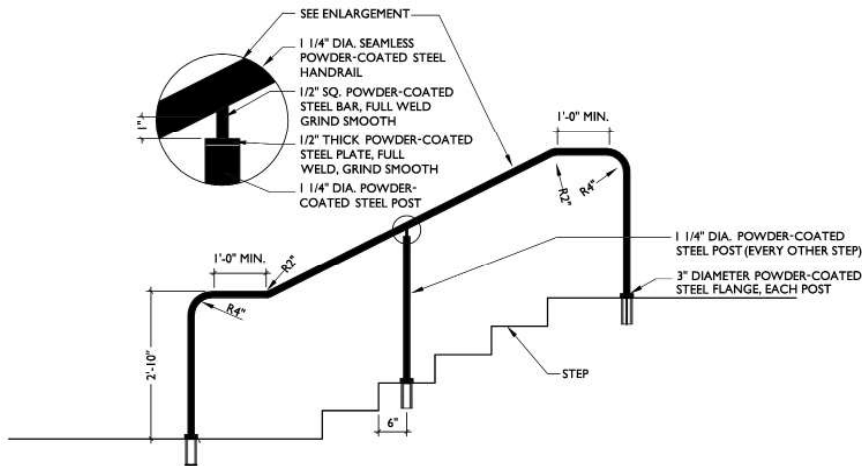 SEE ENLARGEMENT
1 1/4" DIA. SEAMLESS
POWDER-COATED STEEL
HANDRAIL
1/2" SQ. POWDER-COATED
STEEL BAR, FULL WELD
GRIND SMOOTH
1/2" THICK POWDER-COATED
STEEL PLATE, FULL
WELD, GRIND SMOOTH
1 1/4" DIA. POWDER-
COATED STEEL POST
1"
1'-0" MIN.
R2"
R4"
1 1/4" DIA. POWDER-COATED
STEEL POST (EVERY OTHER STEP)
3" DIAMETER POWDER-COATED
STEEL FLANGE, EACH POST
1'-0" MIN.
R2"
R4"
2'-10"
STEP
6"